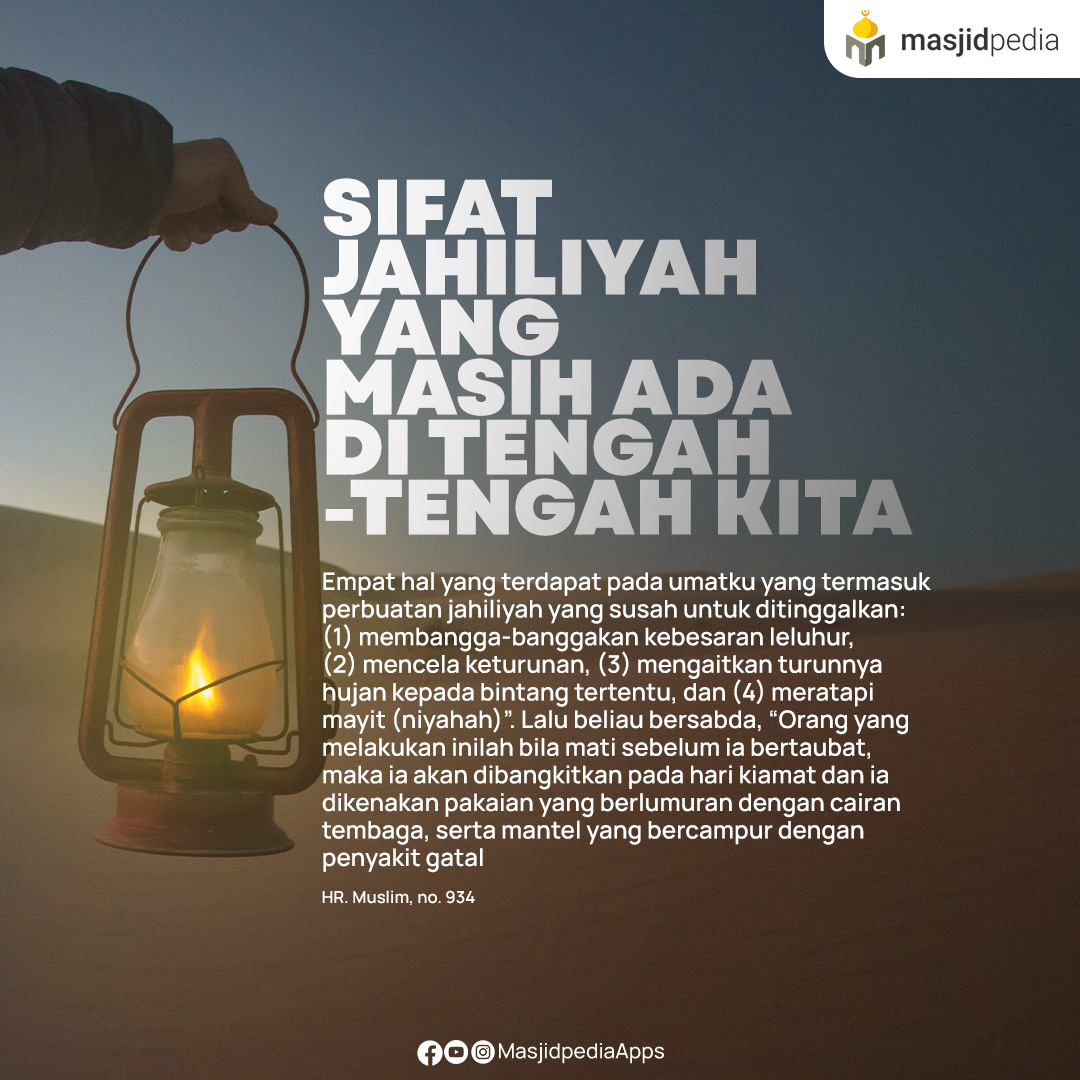 masjidpedia
SIFAT
JAHILIYAH
YANG
MASIH ADA
DI TENGAH
-TENGAH KITA
Empat hal yang terdapat pada umatku yang termasuk
perbuatan jahiliyah yang susah untuk ditinggalkan:
(1) membangga-banggakan kebesaran leluhur,
(2) mencela keturunan, (3) mengaitkan turunnya
hujan kepada bintang tertentu, dan (4) meratapi
mayit (niyahah)”. Lalu beliau bersabda, “Orang yang
melakukan inilah bila mati sebelum ia bertaubat,
maka ia akan dibangkitkan pada hari kiamat dan ia
dikenakan pakaian yang berlumuran dengan cairan
tembaga, serta mantel yang bercampur dengan
penyakit gatal
HR. Muslim, no. 934
MasjidpediaApps